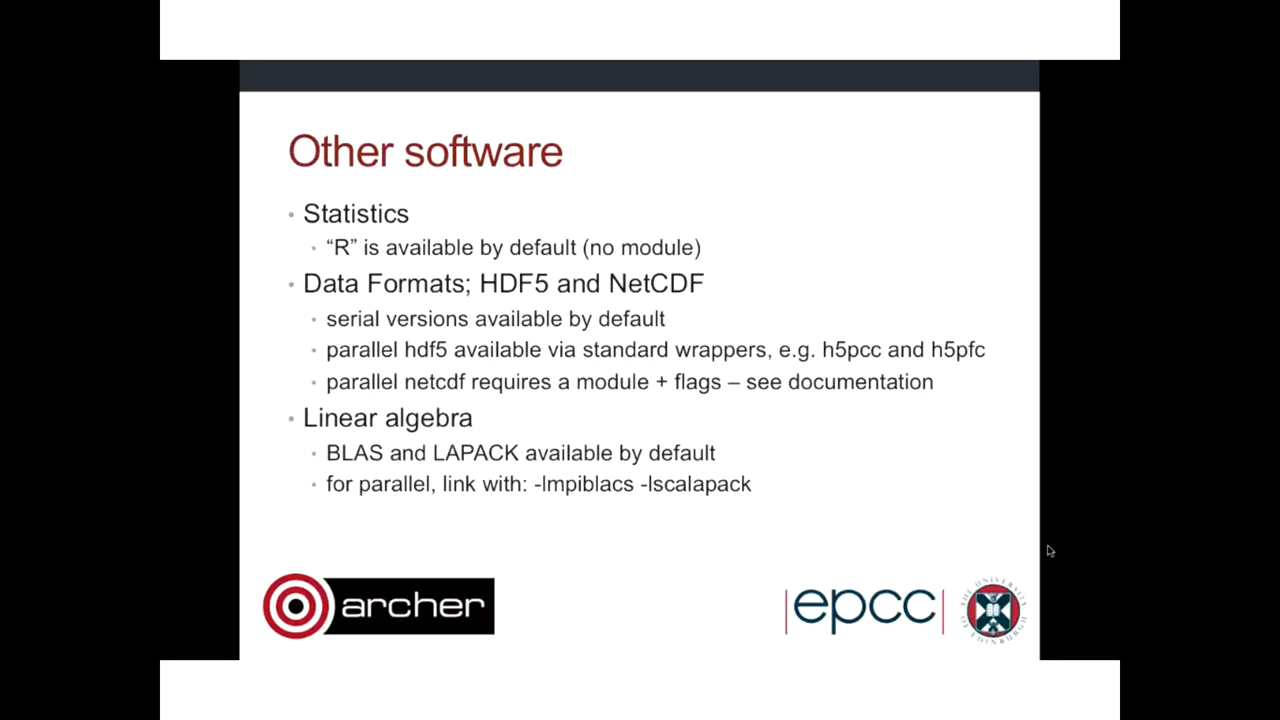 Other software
• Statistics
• “R” is available by default (no module)
• Data Formats; HDF5 and NetCDF
• serial versions available by default
• parallel hdf5 available via standard wrappers, e.g. h5pcc and h5pfc
• parallel netcdf requires a module + flags – see documentation
• Linear algebra
• BLAS and LAPACK available by default
• for parallel, link with: -lmpiblacs -lscalapack
archer
|epcc|
THE UNIVERSITY OF EDINBURGH